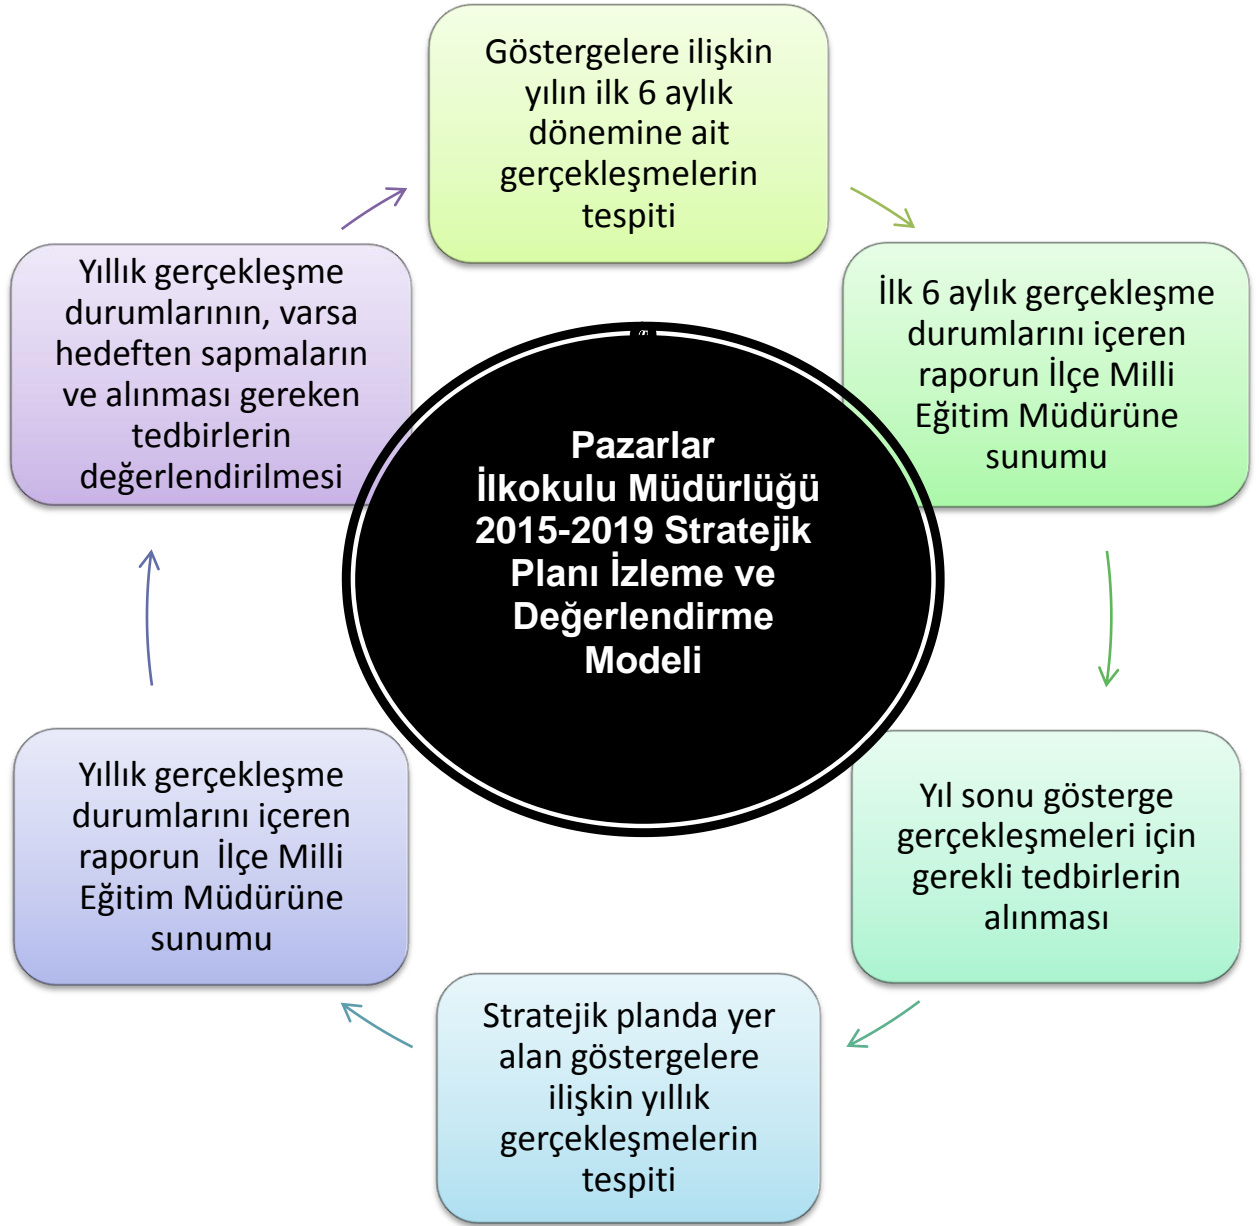 Göstergelere ilişkin
yılın ilk 6 aylık
dönemine ait
gerçekleşmelerin
tespiti
İlk 6 aylık gerçekleşme
durumlarını içeren
raporun İlçe Milli
Eğitim Müdürüne
sunumu
Yıl sonu gösterge
gerçekleşmeleri için
gerekli tedbirlerin
alınması
Stratejik planda yer
alan göstergelere
ilişkin yıllık
gerçekleşmelerin
tespiti
Yıllık gerçekleşme
durumlarını içeren
raporun İlçe Milli
Eğitim Müdürüne
sunumu
Yıllık gerçekleşme
durumlarının, varsa
hedeften sapmaların
ve alınması gereken
tedbirlerin
değerlendirilmesi
Pazarlar
İlkokulu Müdürlüğü
2015-2019 Stratejik
Planı İzleme ve
Değerlendirme
Modeli